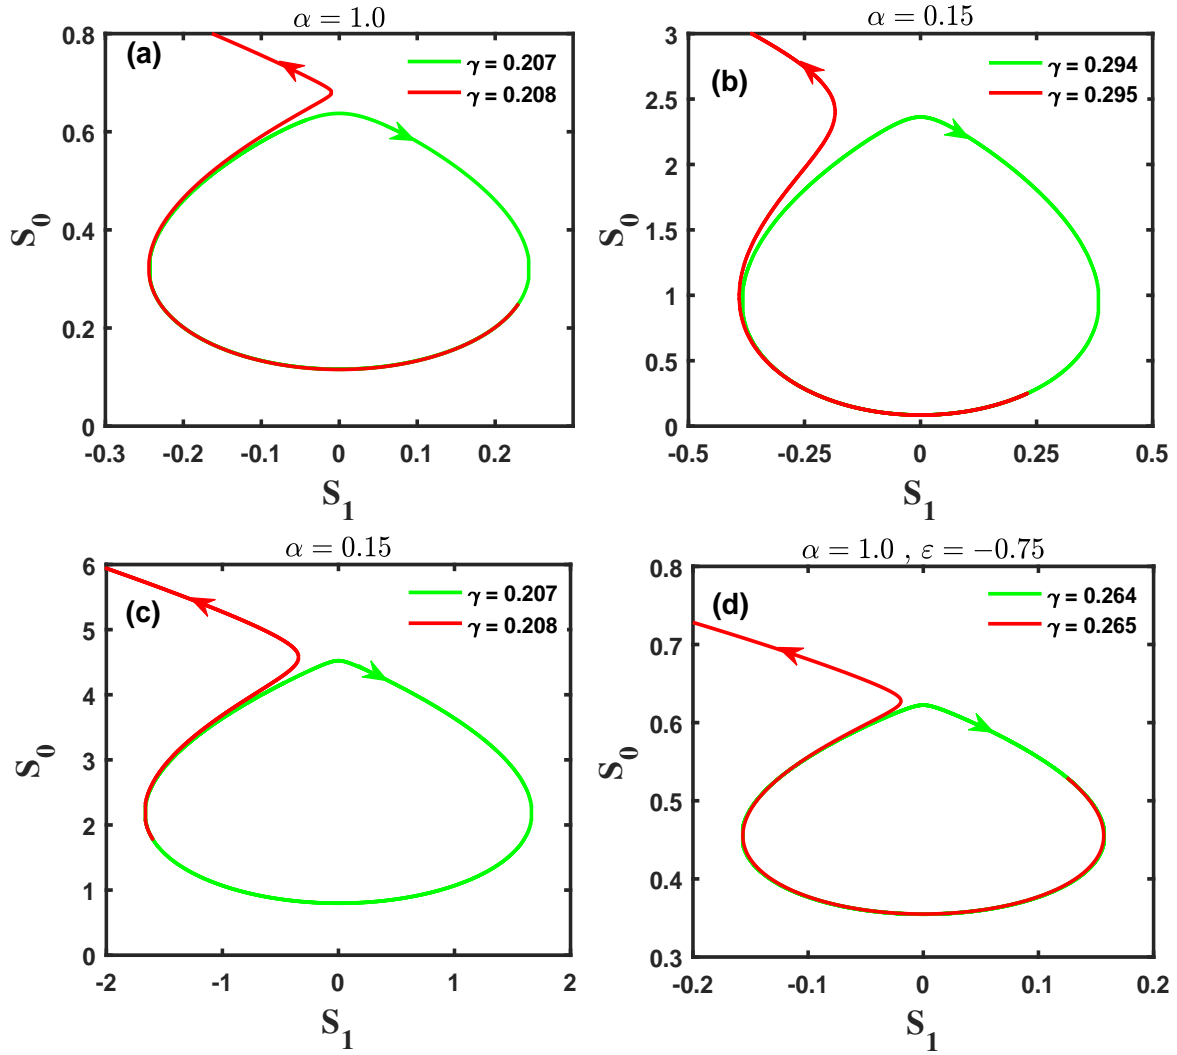 α = 1.0
(a)
γ = 0.207
γ = 0.208
0.8
0.6
0.4
0.2
0
-0.3
-0.2
-0.1
0
0.1
0.2
S0
S1
α = 0.15
(b)
γ = 0.294
γ = 0.295
3
2.5
2
1.5
1
0.5
0
-0.5
-0.25
0
0.25
0.5
S0
S1
α = 0.15
(c)
γ = 0.207
γ = 0.208
6
5
4
3
2
1
0
-2
-1
0
1
2
S0
S1
α = 1.0 , ε = −0.75
(d)
γ = 0.264
γ = 0.265
0.8
0.7
0.6
0.5
0.4
0.3
-0.2
-0.1
0
0.1
0.2
S0
S1